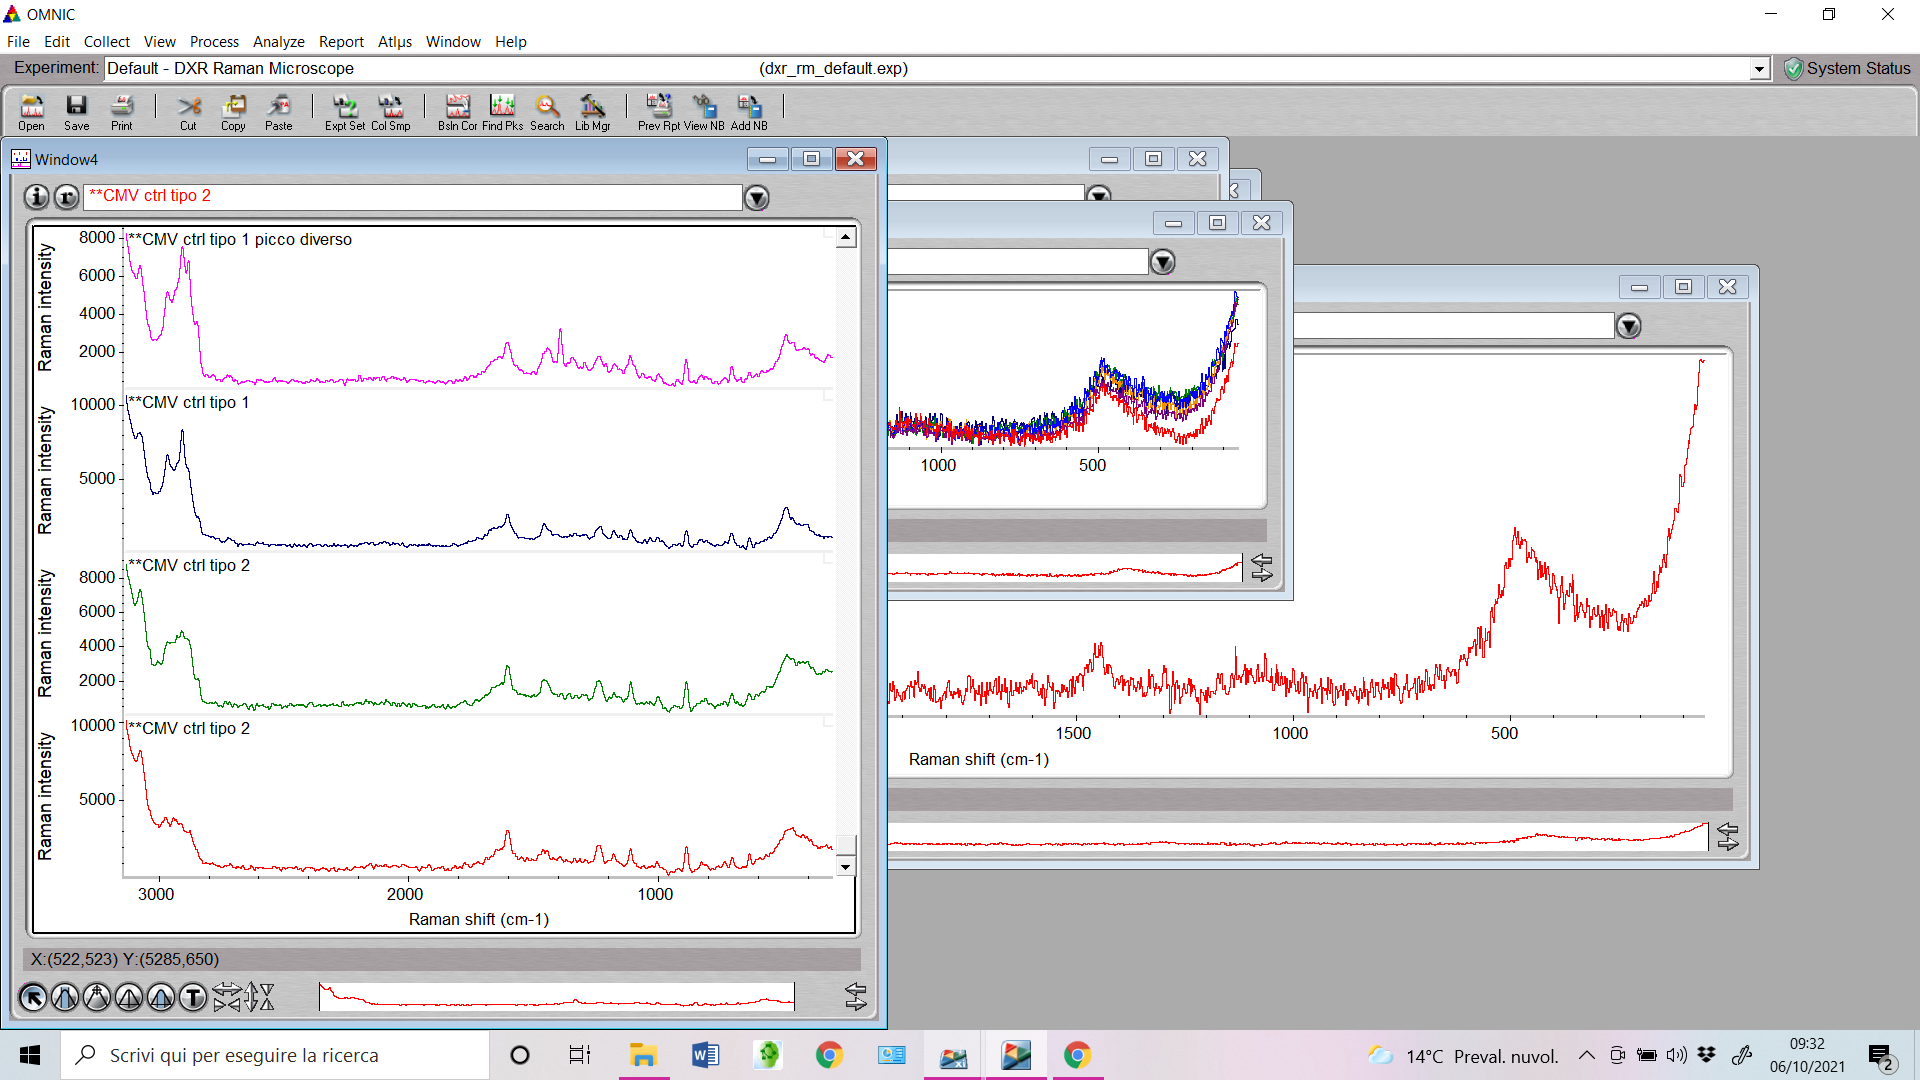 OMNIC
File Edit Collect View Process Analyze Report Atlµs Window Help
Experiment: Default - DXR Raman Microscope (dxr_rm_default.exp) System Status
Open Save Print Cut Copy Paste Expt Set Col Smp Bsln Cor Find Pks Search Lib Mgr Prev Rpt View NB Add NB
Window4
**CMV ctrl tipo 2
8000 **CMV ctrl tipo 1 picco diverso
6000
4000
2000
Raman intensity
10000 **CMV ctrl tipo 1
5000
Raman intensity
8000 **CMV ctrl tipo 2
6000
4000
2000
Raman intensity
10000 **CMV ctrl tipo 2
5000
Raman intensity
3000 2000 1000
Raman shift (cm-1)
X:(522,523) Y:(5285,650)
T
1000 500
1500 1000 500
Raman shift (cm-1)
Scrivi qui per eseguire la ricerca
14°C Preval. nuvol.
09:32
06/10/2021
2